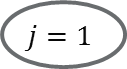 j = 1